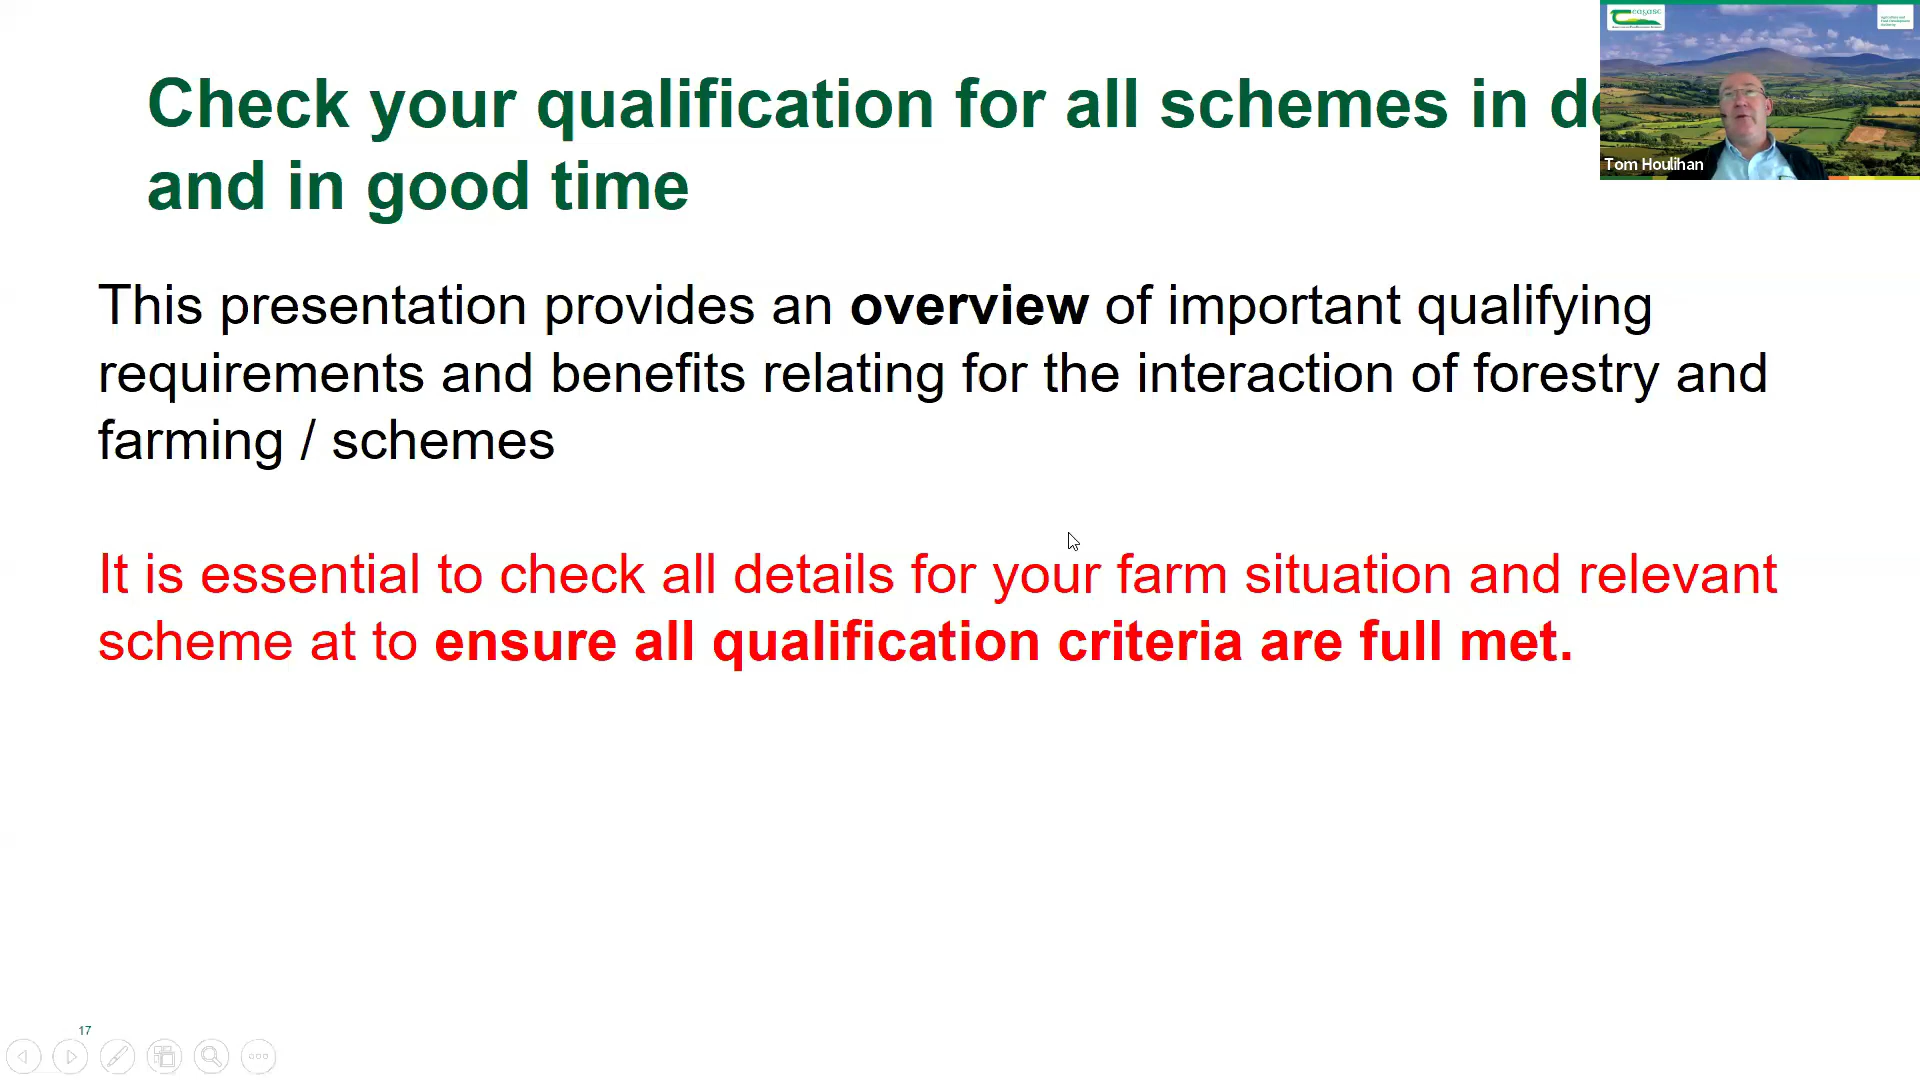 Check your qualification for all schemes in
and in good time
This presentation provides an overview of important qualifying
requirements and benefits relating for the interaction of forestry and
farming / schemes
It is essential to check all details for your farm situation and relevant
scheme at to ensure all qualification criteria are full met.
Tom Houlihan
17